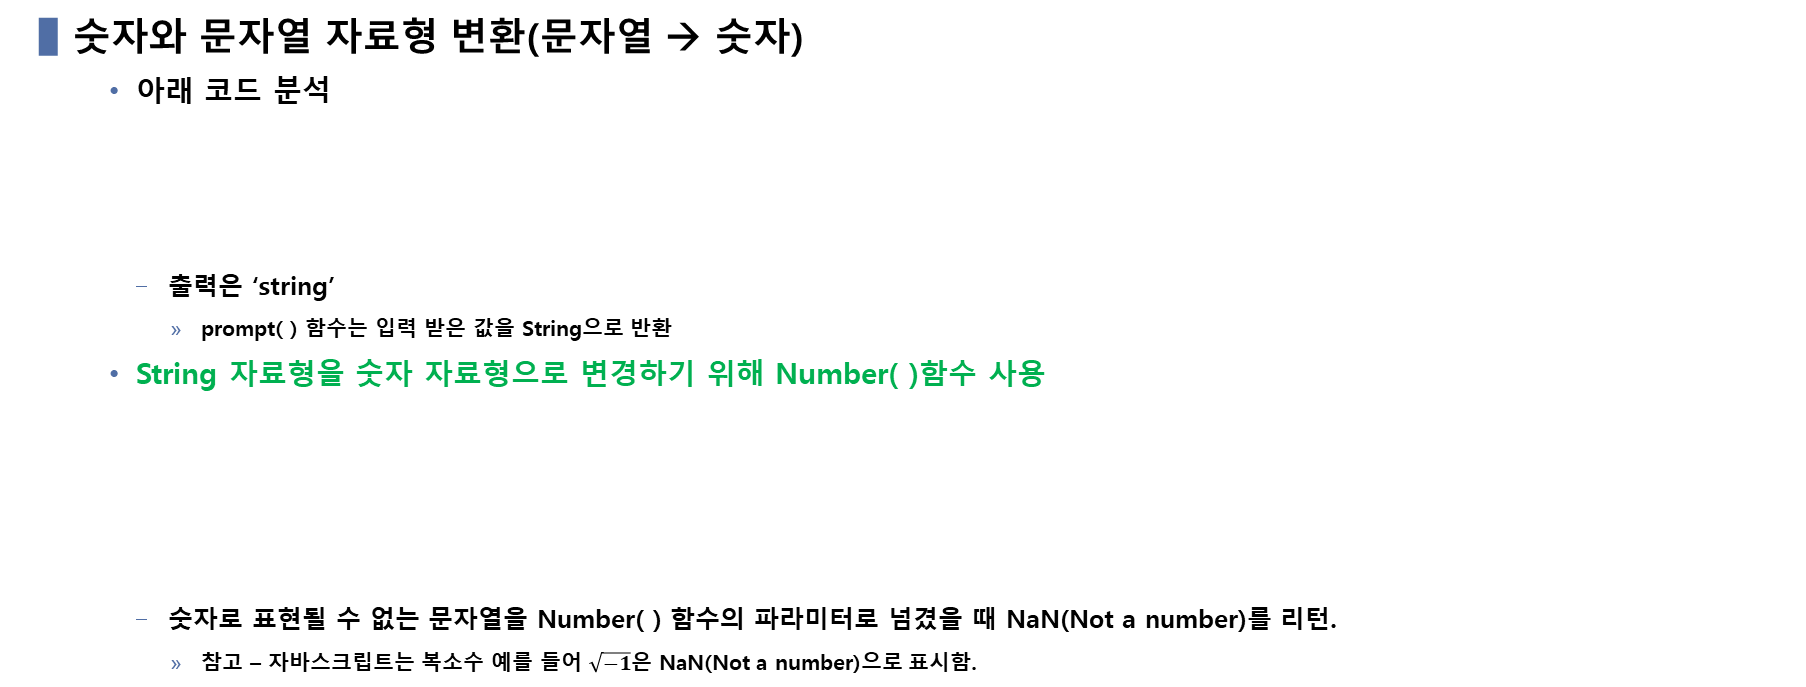 숫자와 문자열 자료형 변환(문자열 → 숫자)
• 아래 코드 분석
– 출력은 ‘string’
» prompt( ) 함수는 입력 받은 값을 String으로 반환
• String 자료형을 숫자 자료형으로 변경하기 위해 Number( )함수 사용
– 숫자로 표현될 수 없는 문자열을 Number( ) 함수의 파라미터로 넘겼을 때 NaN(Not a number)를 리턴.
» 참고 – 자바스크립트는 복소수 예를 들어 √−1은 NaN(Not a number)으로 표시함.